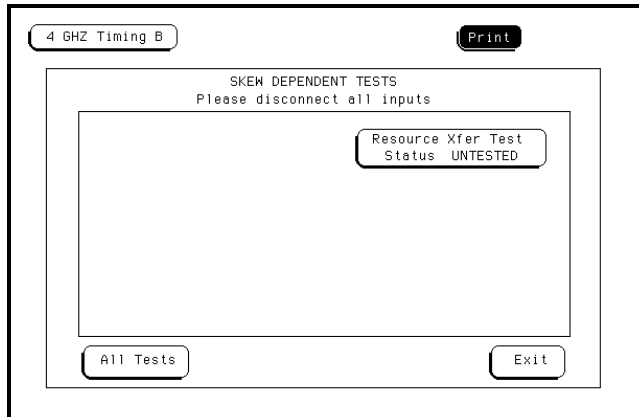 4 GHZ Timing B
Print
SKEW DEPENDENT TESTS
Please disconnect all inputs
Resource Xfer Test
Status UNTESTED
All Tests
Exit